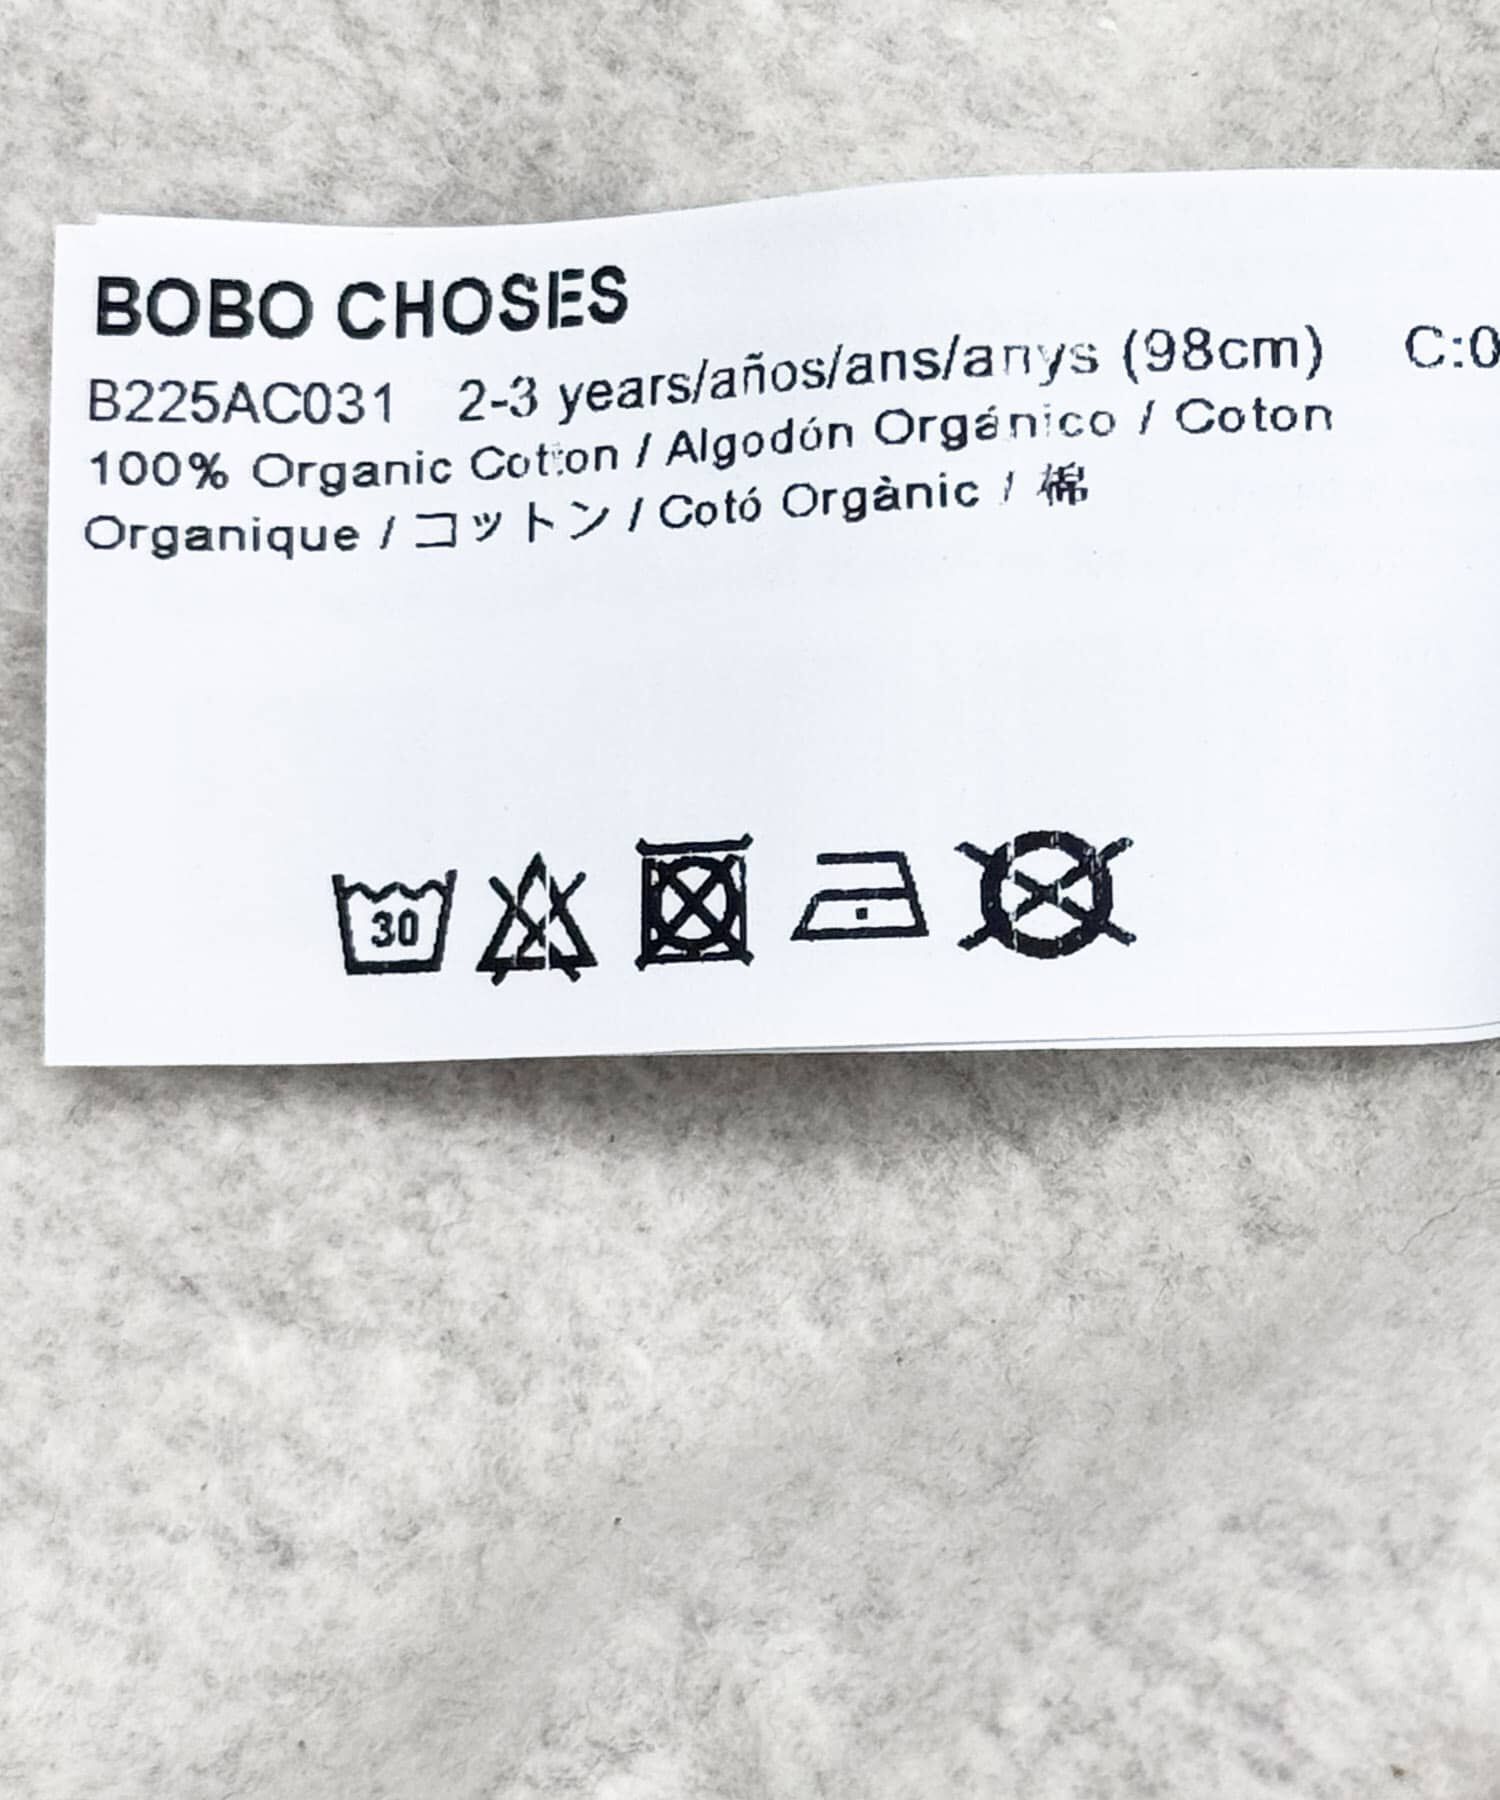 BOBO CHOSES
B225AC031 2-3 years/años/ans/anys (98cm) C:0
100% Organic Cotton / Algodón Orgánico / Coton
Organique / コットン / Cotó Orgànic / 棉
30